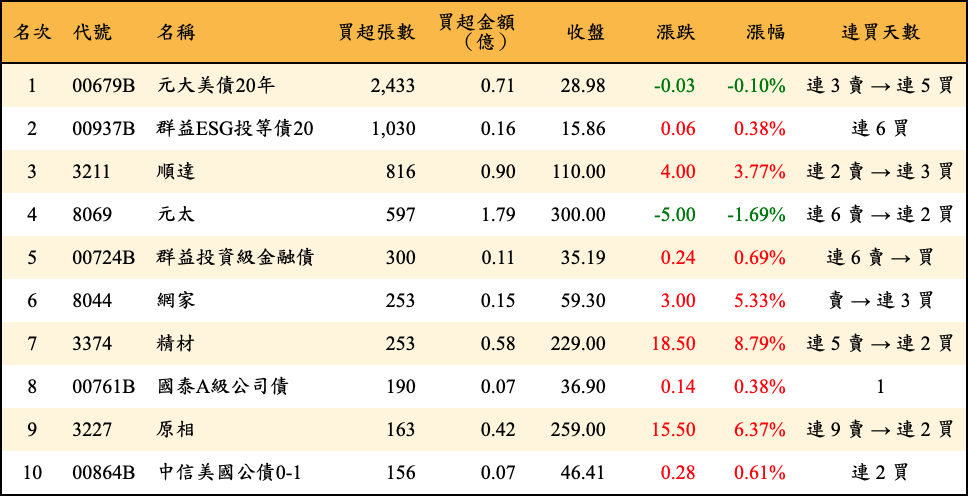 名次 代號 名稱 買超張數 買超金額（億） 收盤 漲跌 漲幅 連買天數
1 00679B 元大美債20年 2,433 0.71 28.98 -0.03 -0.10% 連 3 賣 → 連 5 買
2 00937B 群益ESG投等債20 1,030 0.16 15.86 0.06 0.38% 連 6 買
3 3211 順達 816 0.90 110.00 4.00 3.77% 連 2 賣 → 連 3 買
4 8069 元太 597 1.79 300.00 -5.00 -1.69% 連 6 賣 → 連 2 買
5 00724B 群益投資級金融債 300 0.11 35.19 0.24 0.69% 連 6 賣 → 買
6 8044 網家 253 0.15 59.30 3.00 5.33% 賣 → 連 3 買
7 3374 精材 253 0.58 229.00 18.50 8.79% 連 5 賣 → 連 2 買
8 00761B 國泰A級公司債 190 0.07 36.90 0.14 0.38% 1
9 3227 原相 163 0.42 259.00 15.50 6.37% 連 9 賣 → 連 2 買
10 00864B 中信美國公債0-1 156 0.07 46.41 0.28 0.61% 連 2 買